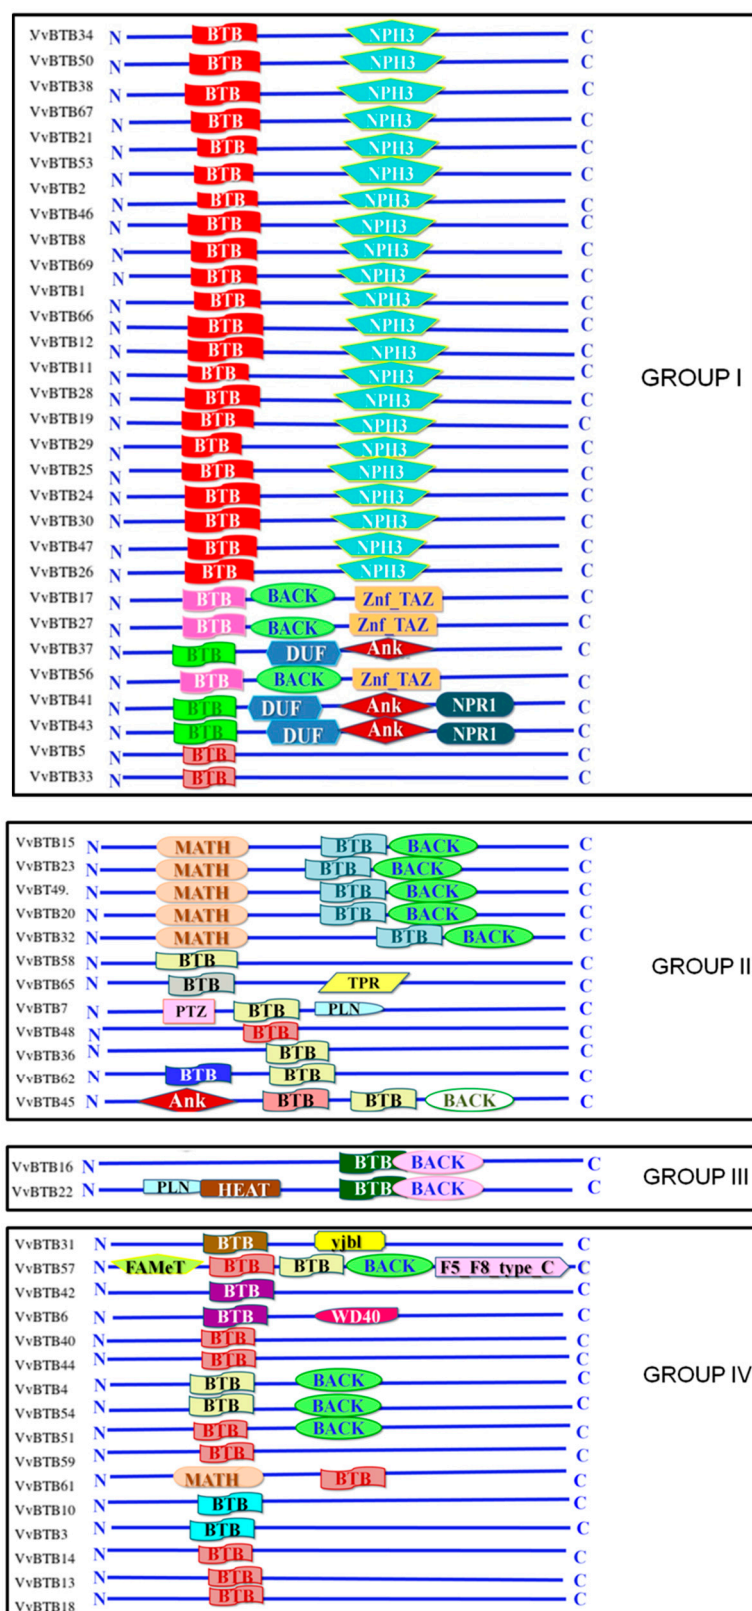 VvBTB34 N BTB NPH3 C
VvBTB50 N BTB NPH3 C
VvBTB38 N BTB NPH3 C
VvBTB67 N BTB NPH3 C
VvBTB21 N BTB NPH3 C
VvBTB53 N BTB NPH3 C
VvBTB2 N BTB NPH3 C
VvBTB46 N BTB NPH3 C
VvBTB8 N BTB NPH3 C
VvBTB69 N BTB NPH3 C
VvBTB1 N BTB NPH3 C
VvBTB66 N BTB NPH3 C
VvBTB12 N BTB NPH3 C
VvBTB11 N BTB NPH3 C
GROUP I
VvBTB28 N BTB NPH3 C
VvBTB19 N BTB NPH3 C
VvBTB29 N BTB NPH3 C
VvBTB25 N BTB NPH3 C
VvBTB24 N BTB NPH3 C
VvBTB30 N BTB NPH3 C
VvBTB47 N BTB NPH3 C
VvBTB26 N BTB NPH3 C
VvBTB17 N BTB BACK Znf_TAZ C
VvBTB27 N BTB BACK Znf_TAZ C
VvBTB37 N BTB DUF Ank C
VvBTB56 N BTB BACK Znf_TAZ C
VvBTB41 N BTB DUF Ank NPR1 C
VvBTB43 N BTB DUF Ank NPR1 C
VvBTB5 N BTB C
VvBTB33 N BTB C
VvBTB15 N MATH BTB BACK C
VvBTB23 N MATH BTB BACK C
VvBT49. N MATH BTB BACK C
VvBTB20 N MATH BTB BACK C
VvBTB32 N MATH BTB BACK C
VvBTB58 N BTB C
GROUP II
VvBTB65 N BTB TPR C
VvBTB7 N PTZ BTB PLN C
VvBTB48 N BTB C
VvBTB36 N BTB C
VvBTB62 N BTB BTB C
VvBTB45 N Ank BTB BTB BACK C
VvBTB16 N BTB BACK C
GROUP III
VvBTB22 N PLN HEAT BTB BACK C
VvBTB31 N BTB yjbl C
VvBTB57 N FAMeT BTB BTB BACK F5_F8_type_C C
VvBTB42 N BTB C
VvBTB6 N BTB WD40 C
VvBTB40 N BTB C
VvBTB44 N BTB C
GROUP IV
VvBTB4 N BTB BACK C
VvBTB54 N BTB BACK C
VvBTB51 N BTB BACK C
VvBTB59 N BTB C
VvBTB61 N MATH BTB C
VvBTB10 N BTB C
VvBTB3 N BTB C
VvBTB14 N BTB C
VvBTB13 N BTB C
VvBTB18 N BTB C